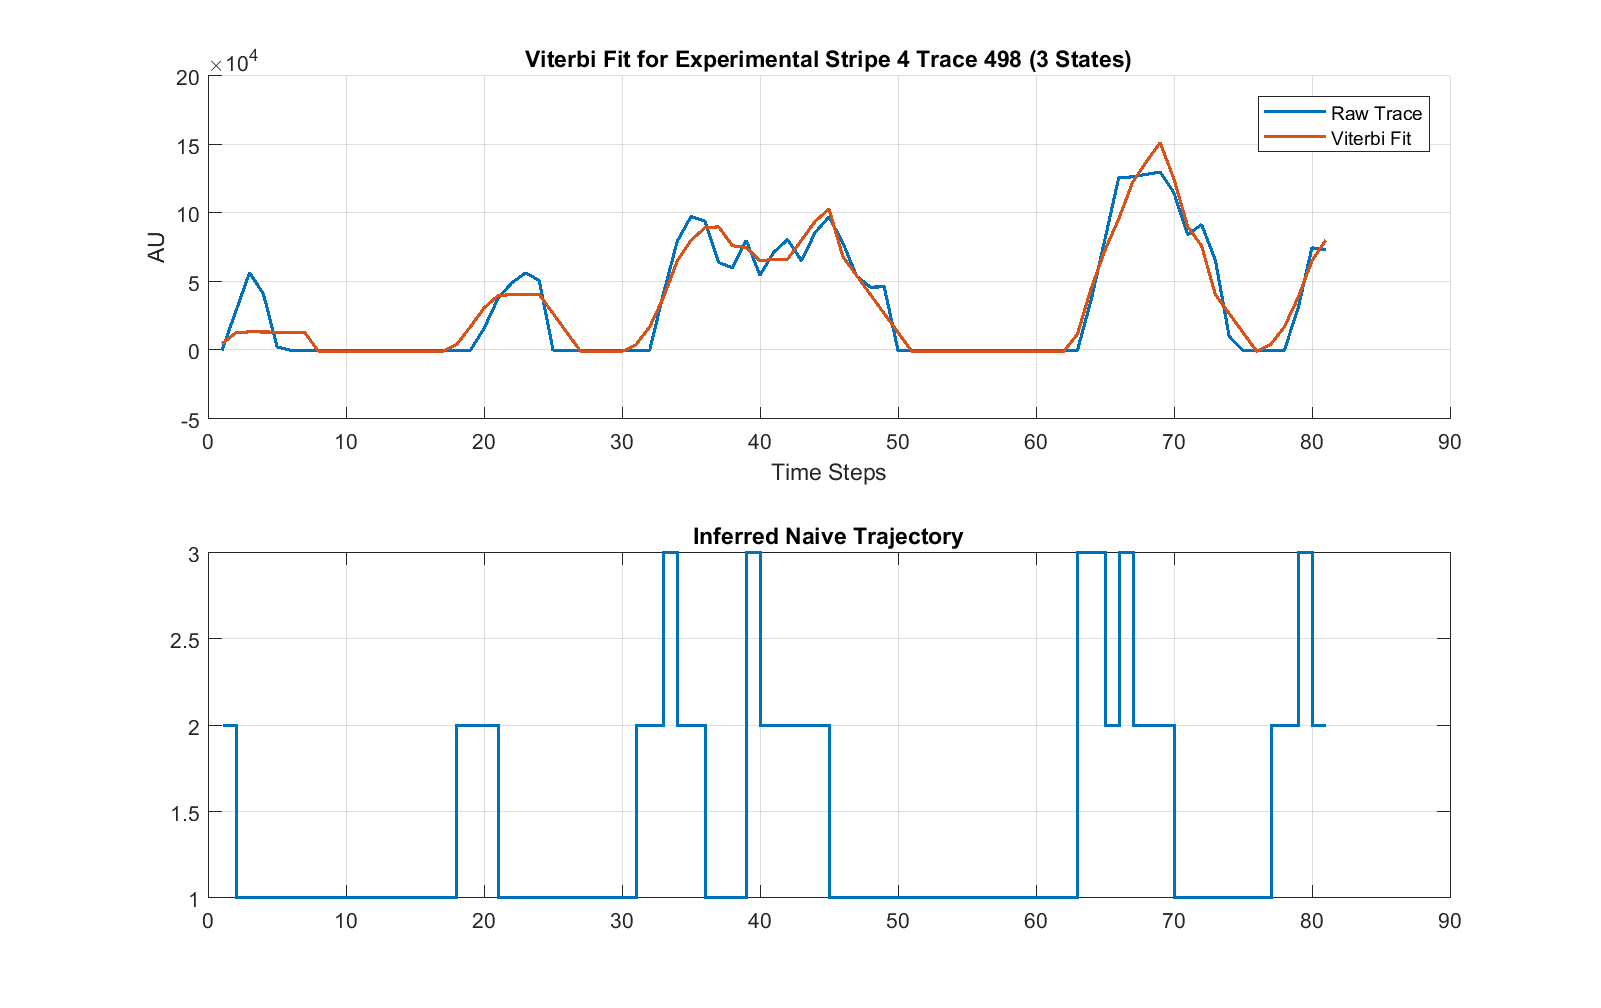 Viterbi Fit for Experimental Stripe 4 Trace 498 (3 States)
×10⁴
20
15
10
5
0
-5
AU
Raw Trace
Viterbi Fit
0 10 20 30 40 50 60 70 80 90
Time Steps
Inferred Naive Trajectory
3
2.5
2
1.5
1
0 10 20 30 40 50 60 70 80 90